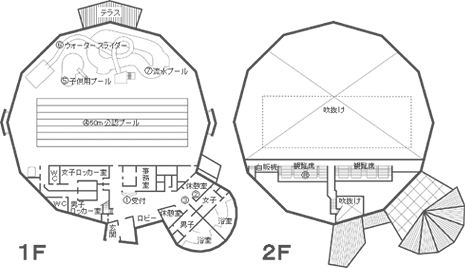 テラス
⑥ウォータースライダー
⑦流水プール
⑤子供用プール
④50m公認プール
WC
女子ロッカー室
事務室
休憩室
②
③
女子
①受付
WC
男子ロッカー室
休憩室
浴室
ロビー
男子
浴室
玄関
1F
吹抜け
自販機
観覧席
観覧席
⑧
吹抜け
2F